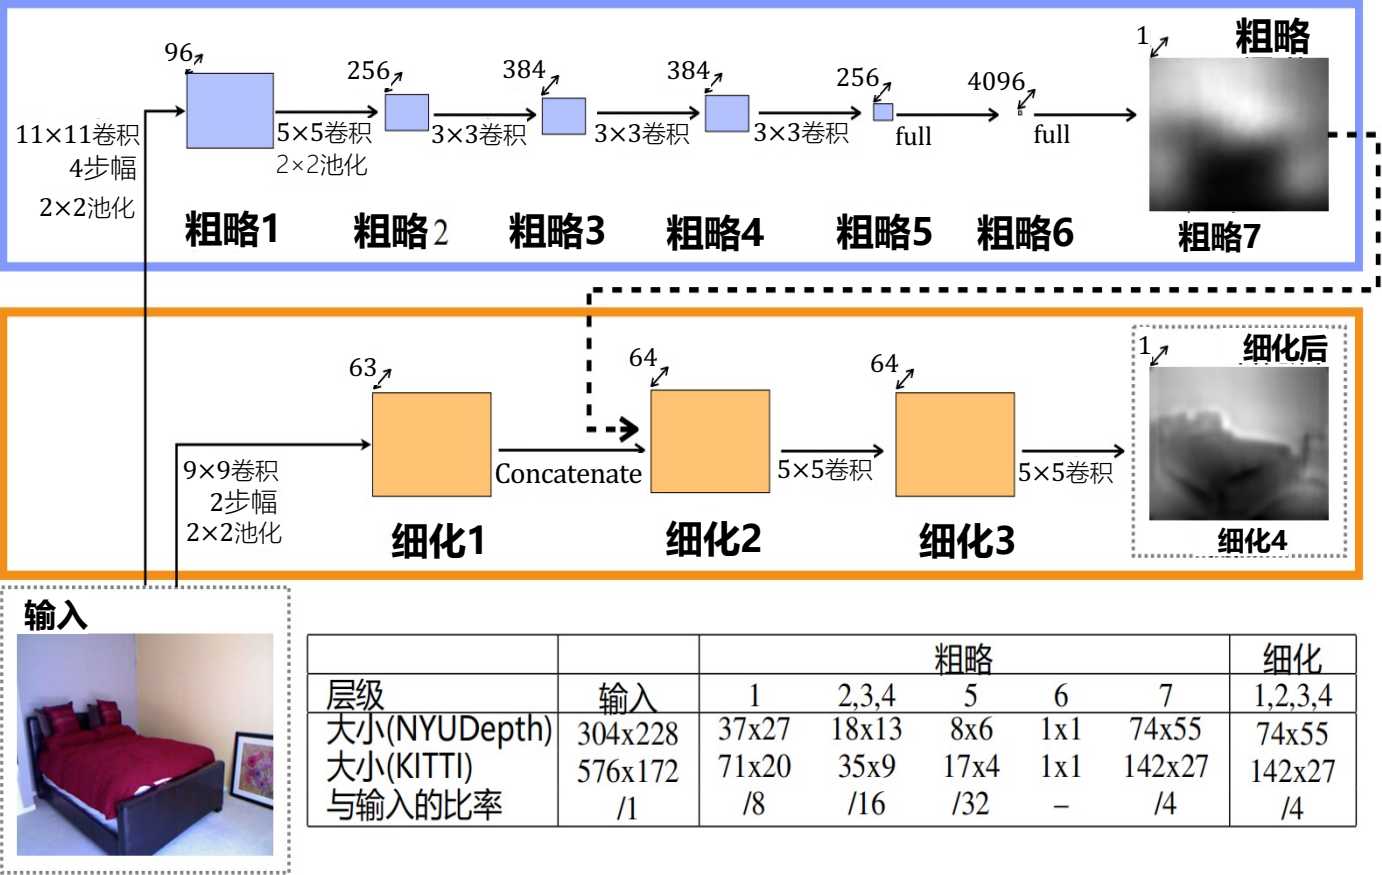 粗略
96
256
384
384
256
4096
1
11×11卷积
4步幅
2×2池化
5×5卷积
2×2池化
3×3卷积
3×3卷积
3×3卷积
full
full
粗略1
粗略2
粗略3
粗略4
粗略5
粗略6
粗略7
63
64
64
1
细化后
9×9卷积
2步幅
2×2池化
Concatenate
5×5卷积
5×5卷积
细化1
细化2
细化3
细化4
输入
粗略 细化
层级 输入 1 2,3,4 5 6 7 1,2,3,4
大小(NYUDepth) 304x228 37x27 18x13 8x6 1x1 74x55 74x55
大小(KITTI) 576x172 71x20 35x9 17x4 1x1 142x27 142x27
与输入的比率 /1 /8 /16 /32 – /4 /4